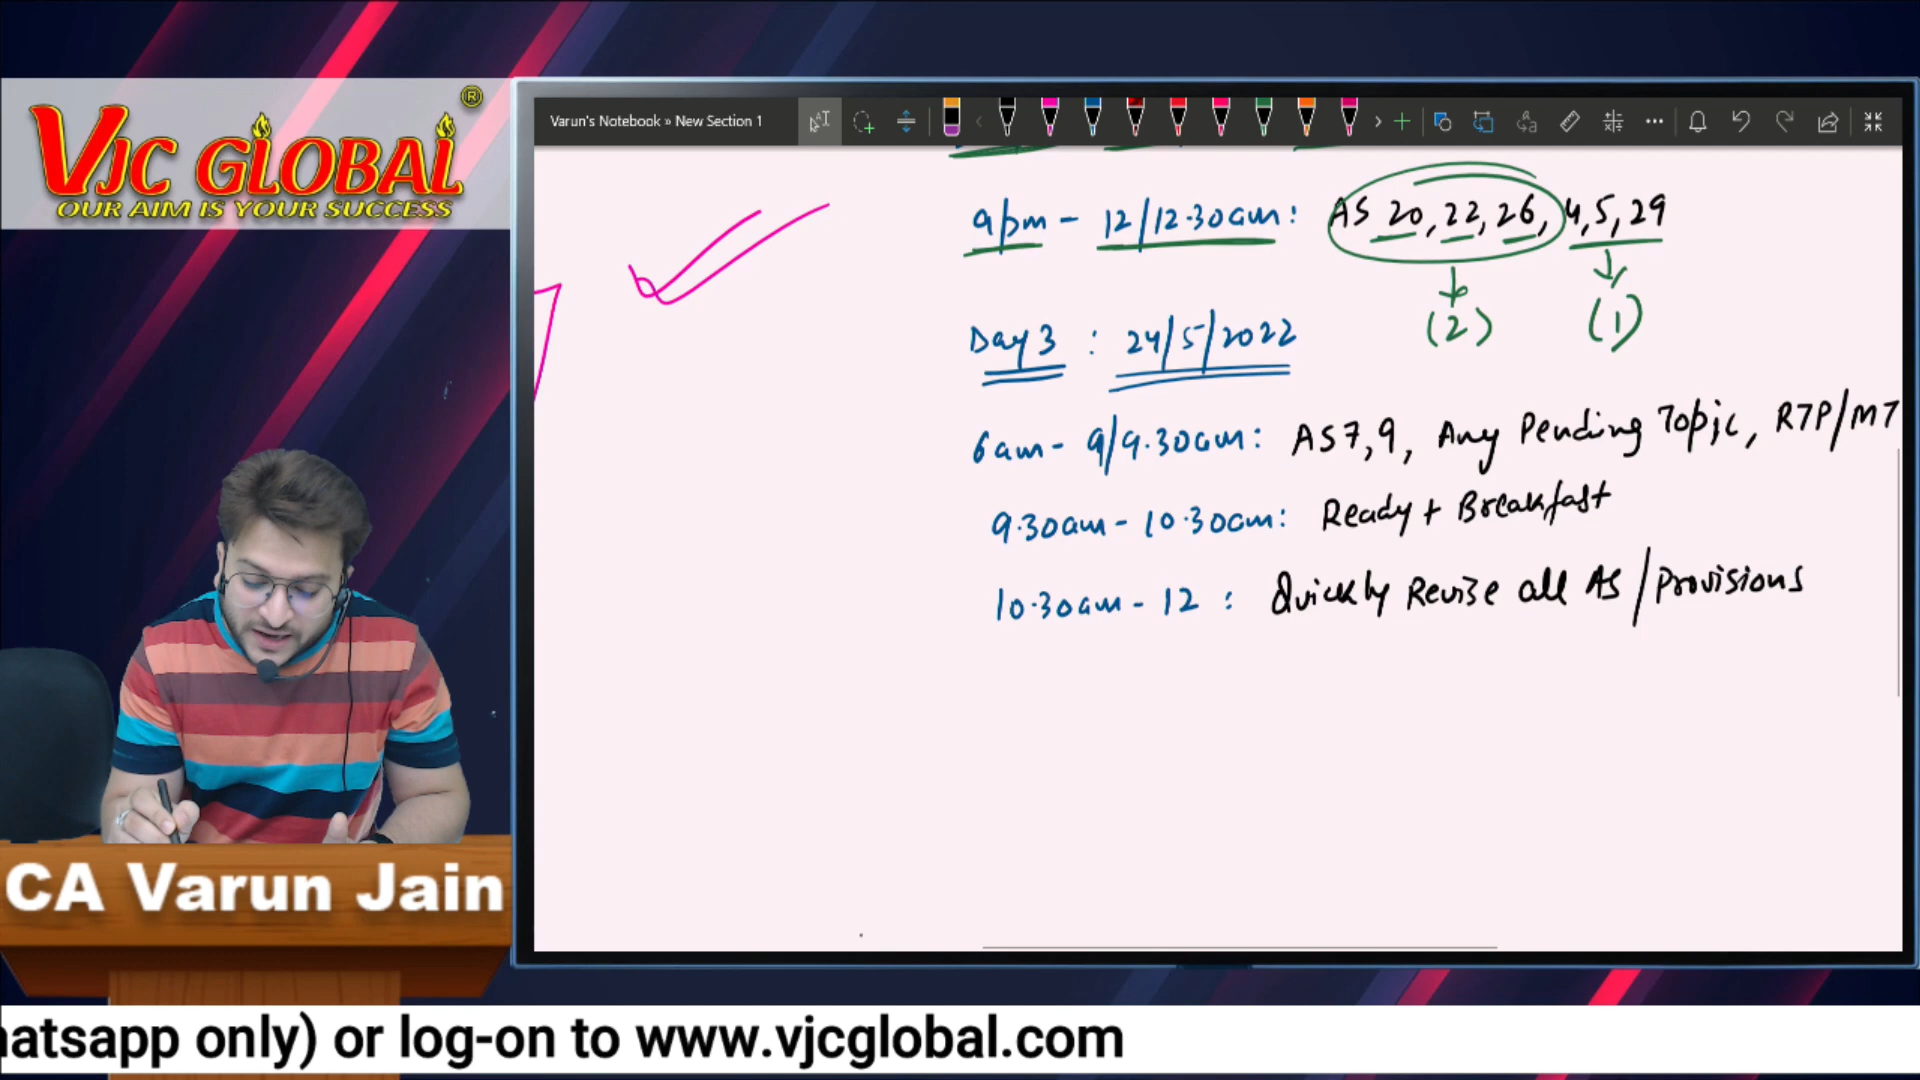 VJC GLOBAL ®
OUR AIM IS YOUR SUCCESS
Varun's Notebook » New Section 1
9pm - 12/12.30am: AS 20, 22, 26, 4, 5, 29
(2) (1)
Day 3 : 24/5/2022
6am - 9/9.30am: AS 7, 9, Any Pending Topic, RTP/MT
9.30am - 10.30am: Ready + Breakfast
10.30am - 12 : Quickly Revise all AS / Provisions
CA Varun Jain
hatsapp only) or log-on to www.vjcglobal.com